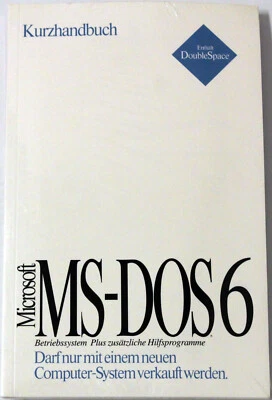 Kurzhandbuch
Enthält
DoubleSpace
Microsoft
MS-DOS 6
Betriebssystem Plus zusätzliche Hilfsprogramme
Darf nur mit einem neuen
Computer-System verkauft werden.